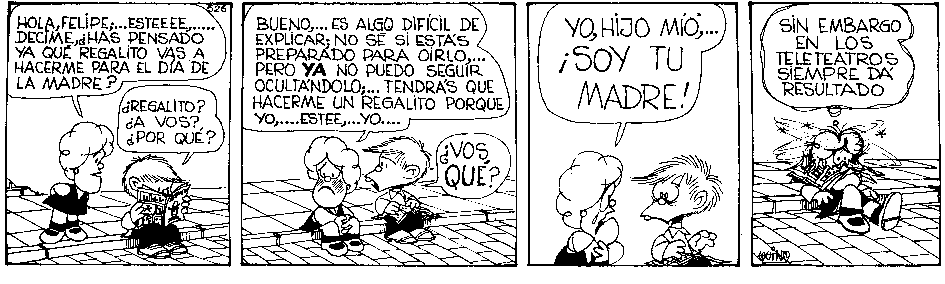 526
HOLA, FELIPE,... ESTEEEE,.....
DECIME, ¿HAS PENSADO
YA QUÉ REGALITO VAS A
HACERME PARA EL DÍA DE
LA MADRE?
¿REGALITO?
¿A VOS?
¿POR QUÉ?
BUENO,... ES ALGO DIFÍCIL DE
EXPLICAR; NO SÉ SI ESTÁS
PREPARADO PARA OÍRLO,...
PERO YA NO PUEDO SEGUIR
OCULTÁNDOLO;... TENDRÁS QUE
HACERME UN REGALITO PORQUE
YO,....ESTEE,...YO....
¿VOS,
QUÉ?
YO, HIJO MÍO,...
¡SOY TU
MADRE!
SIN EMBARGO
EN LOS
TELETEATROS
SIEMPRE DA
RESULTADO
QUINO